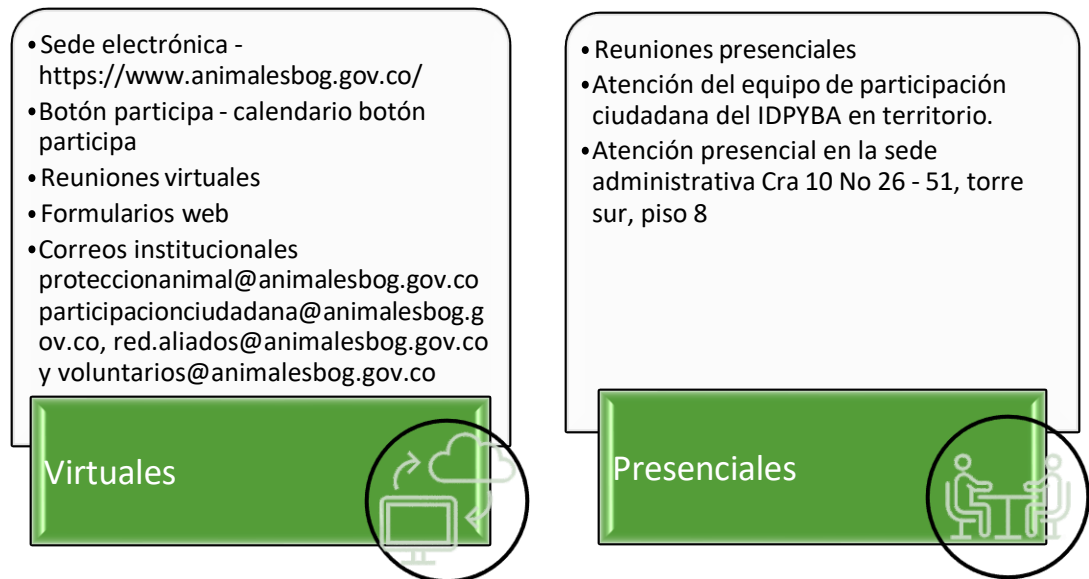 •Sede electrónica -
https://www.animalesbog.gov.co/
•Botón participa - calendario botón
participa
•Reuniones virtuales
•Formularios web
•Correos institucionales
proteccionanimal@animalesbog.gov.co
participacionciudadana@animalesbog.g
ov.co, red.aliados@animalesbog.gov.co
y voluntarios@animalesbog.gov.co
Virtuales
•Reuniones presenciales
•Atención del equipo de participación
ciudadana del IDPYBA en territorio.
•Atención presencial en la sede
administrativa Cra 10 No 26 - 51, torre
sur, piso 8
Presenciales